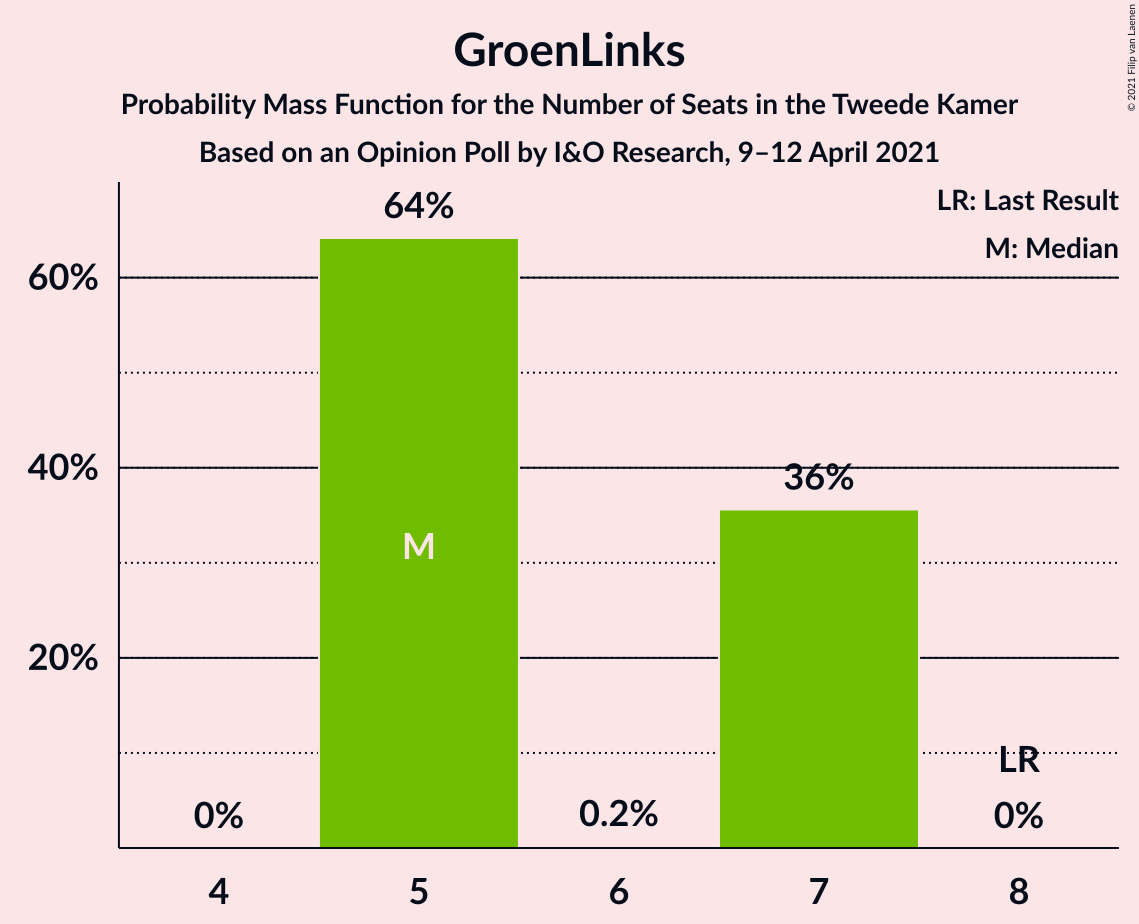 GroenLinks
Probability Mass Function for the Number of Seats in the Tweede Kamer
Based on an Opinion Poll by I&O Research, 9–12 April 2021
© 2021 Filip van Laenen
LR: Last Result
M: Median
60%
40%
20%
64%
36%
M
LR
0%
0.2%
0%
4
5
6
7
8